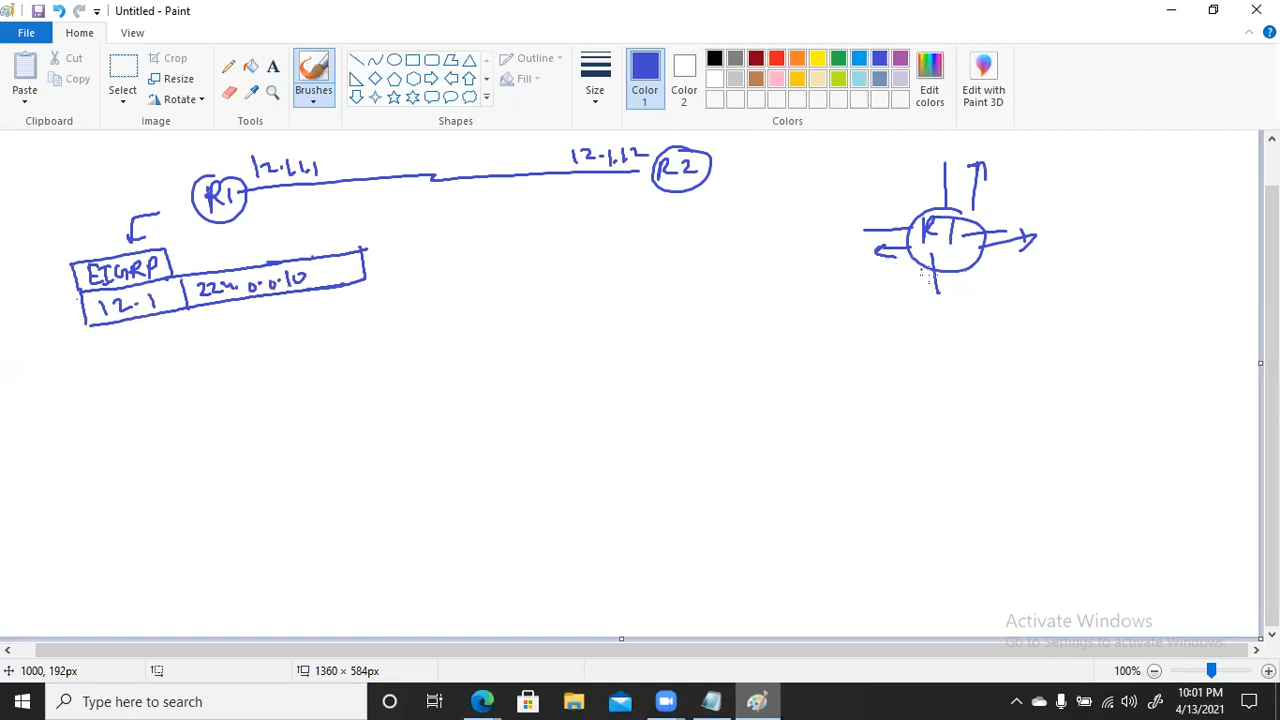 Untitled - Paint
File
Home
View
Paste
Cut
Copy
Clipboard
Select
Crop
Resize
Rotate
Image
Tools
Brushes
Shapes
Outline
Fill
Size
Color 1
Color 2
Colors
Edit colors
Edit with Paint 3D
12.1.1.1
12.1.12
R1
R2
R1
EIGRP
12.1
224.0.0.10
Activate Windows
Go to Settings to activate Windows.
1000, 192px
1360 × 584px
100%
Type here to search
10:01 PM
4/13/2021